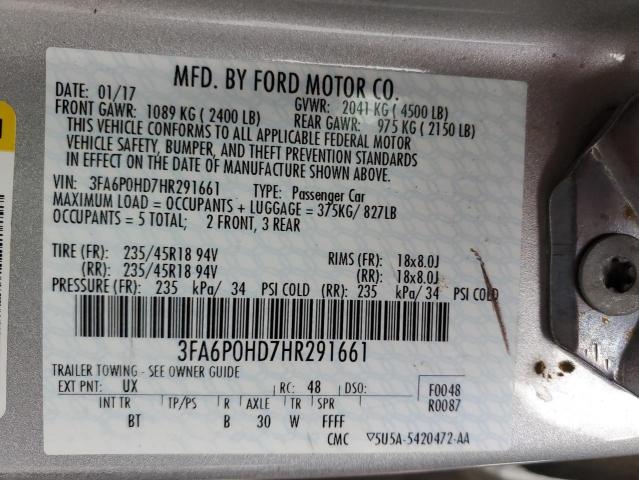 MFD. BY FORD MOTOR CO.
DATE: 01/17
GVWR: 2041 KG ( 4500 LB)
FRONT GAWR: 1089 KG ( 2400 LB)
REAR GAWR: 975 KG ( 2150 LB)
THIS VEHICLE CONFORMS TO ALL APPLICABLE FEDERAL MOTOR
VEHICLE SAFETY, BUMPER, AND THEFT PREVENTION STANDARDS
IN EFFECT ON THE DATE OF MANUFACTURE SHOWN ABOVE.
VIN: 3FA6P0HD7HR291661 TYPE: Passenger Car
MAXIMUM LOAD = OCCUPANTS + LUGGAGE = 375KG/ 827LB
OCCUPANTS = 5 TOTAL; 2 FRONT, 3 REAR
TIRE (FR): 235/45R18 94V RIMS (FR): 18x8.0J
(RR): 235/45R18 94V (RR): 18x8.0J
PRESSURE (FR): 235 kPa/ 34 PSI COLD (RR): 235 kPa/ 34 PSI COLD
3FA6P0HD7HR291661
TRAILER TOWING - SEE OWNER GUIDE
EXT PNT: UX RC: 48 DSO: F0048
R0087
INT TR TP/PS R AXLE TR SPR
BT B 30 W FFFF
CMC ▽5U5A-5420472-AA